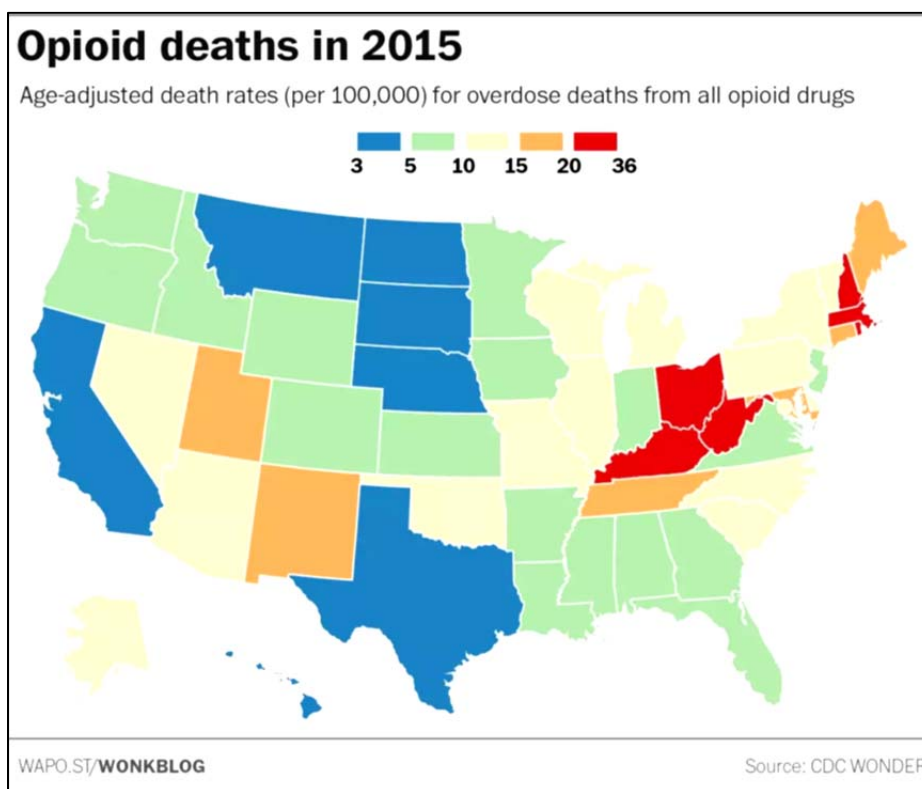 Opioid deaths in 2015
Age-adjusted death rates (per 100,000) for overdose deaths from all opioid drugs
3 5 10 15 20 36
WAPO.ST/WONKBLOG
Source: CDC WONDER